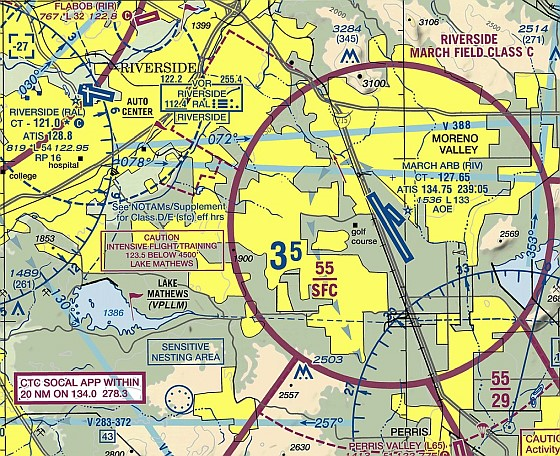 FLABOB (RIR)
767 L 32 122.8 C
1399
3284
(345)
3106
RIVERSIDE
MARCH FIELD CLASS C
2514
(271)
-27
RIVERSIDE
3100
122.2
VOR
255.4
RIVERSIDE
112.4 RAL
RIVERSIDE
080°
RIVERSIDE (RAL)
CT - 121.0 C
ATIS 128.8
819 L 54 122.95
RP 16
AUTO
CENTER
hospital
college
072°
078°
V 388
MORENO
VALLEY
MARCH ARB (RIV)
CT - 127.65
ATIS 134.75 239.05
1536 L 133
AOE
See NOTAMs/Supplement
for Class D/E (sfc) eff hrs
CAUTION
INTENSIVE FLIGHT TRAINING
123.5 BELOW 4500'
LAKE MATHEWS
1853
1900
golf
course
2569
353°
35
55
SFC
33
1489
(261)
LAKE
MATHEWS
(VPLLM)
1386
SENSITIVE
NESTING AREA
2503
2557
CTC SOCAL APP WITHIN
20 NM ON 134.0 278.3
55
29
V 283-372
43
257°
2630
PERRIS
PERRIS VALLEY (L65)
CAUTION